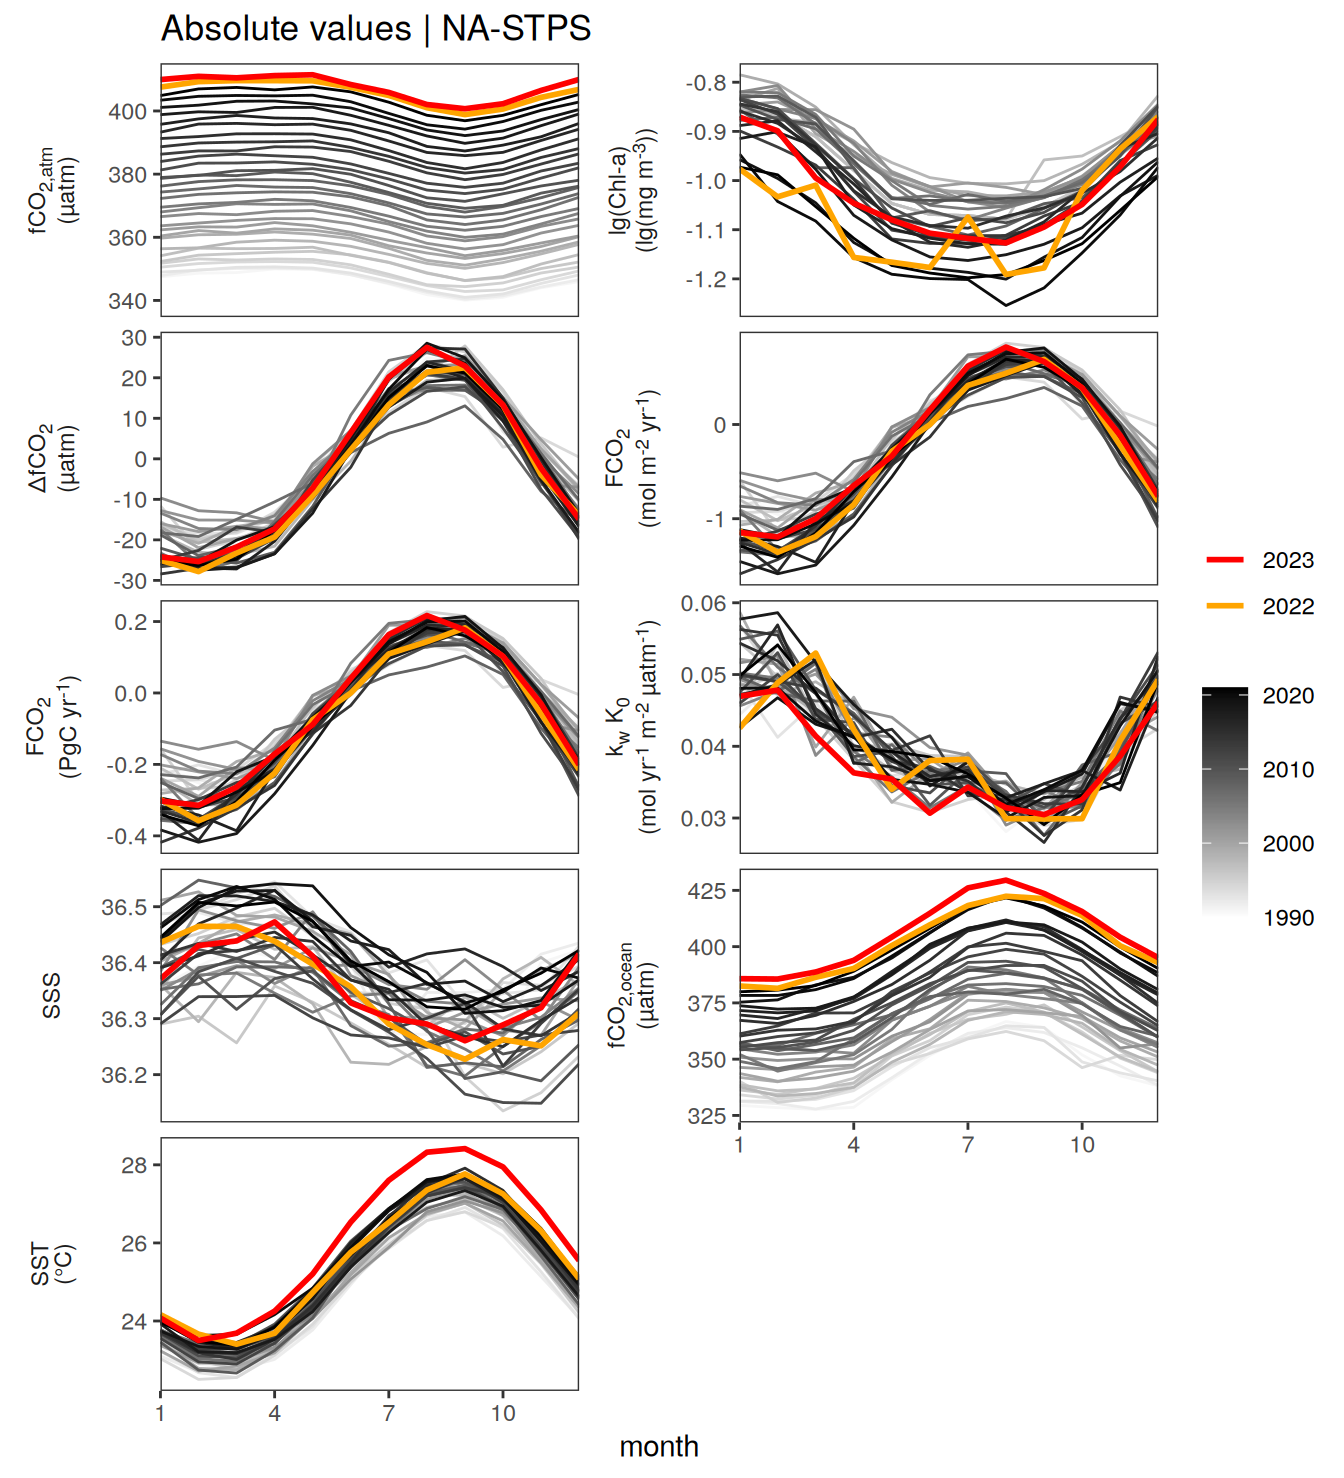 Absolute values | NA-STPS
fCO2,atm
(µatm)
400
380
360
340
lg(Chl-a)
(lg(mg m-3))
-0.8
-0.9
-1.0
-1.1
-1.2
ΔfCO2
(µatm)
30
20
10
0
-10
-20
-30
FCO2
(mol m-2 yr-1)
0
-1
FCO2
(PgC yr-1)
0.2
0.0
-0.2
-0.4
kw K0
(mol yr-1 m-2 µatm-1)
0.06
0.05
0.04
0.03
SSS
36.5
36.4
36.3
36.2
fCO2,ocean
(µatm)
425
400
375
350
325
1 4 7 10
SST
(°C)
28
26
24
1 4 7 10
month
2023
2022
2020
2010
2000
1990